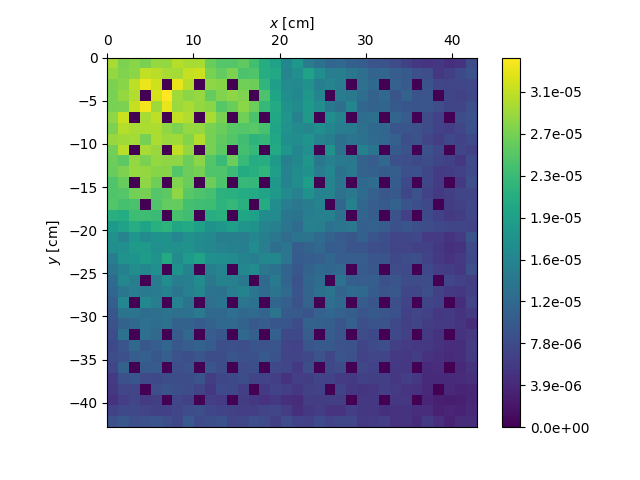 x [cm]
0 10 20 30 40
0
−5
−10
−15
−20
−25
−30
−35
−40
y [cm]
3.1e-05
2.7e-05
2.3e-05
1.9e-05
1.6e-05
1.2e-05
7.8e-06
3.9e-06
0.0e+00